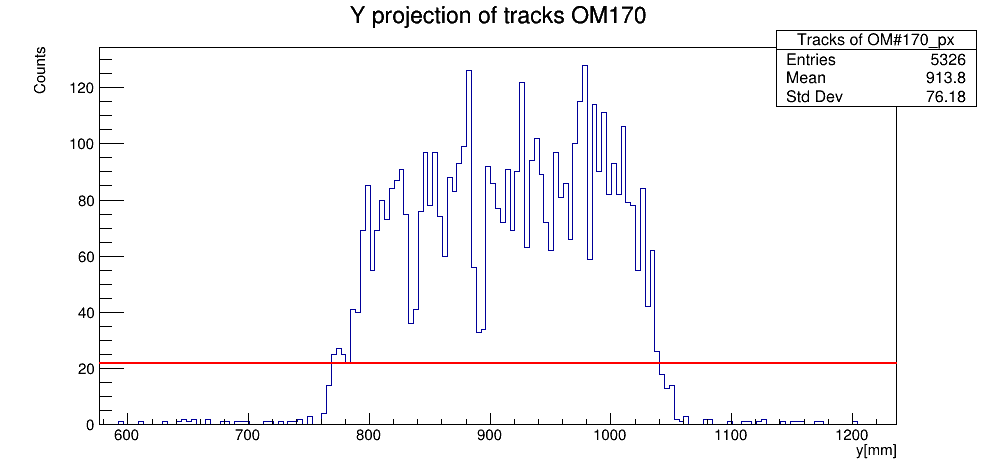 Y projection of tracks OM170
Tracks of OM#170_px
Entries 5326
Mean 913.8
Std Dev 76.18
Counts
120
100
80
60
40
20
0
600 700 800 900 1000 1100 1200
y[mm]